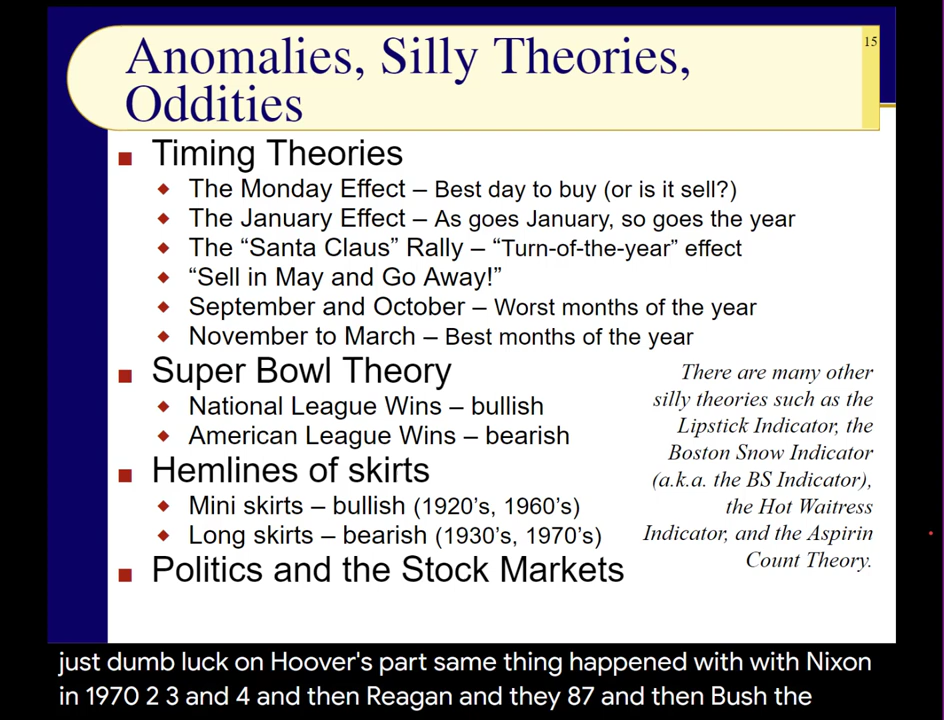 15
Anomalies, Silly Theories,
Oddities
Timing Theories
The Monday Effect – Best day to buy (or is it sell?)
The January Effect – As goes January, so goes the year
The “Santa Claus” Rally – “Turn-of-the-year” effect
“Sell in May and Go Away!”
September and October – Worst months of the year
November to March – Best months of the year
Super Bowl Theory
National League Wins – bullish
American League Wins – bearish
Hemlines of skirts
Mini skirts – bullish (1920’s, 1960’s)
Long skirts – bearish (1930’s, 1970’s)
Politics and the Stock Markets
There are many other
silly theories such as the
Lipstick Indicator, the
Boston Snow Indicator
(a.k.a. the BS Indicator),
the Hot Waitress
Indicator, and the Aspirin
Count Theory.
just dumb luck on Hoover's part same thing happened with with Nixon
in 1970 2 3 and 4 and then Reagan and they 87 and then Bush the